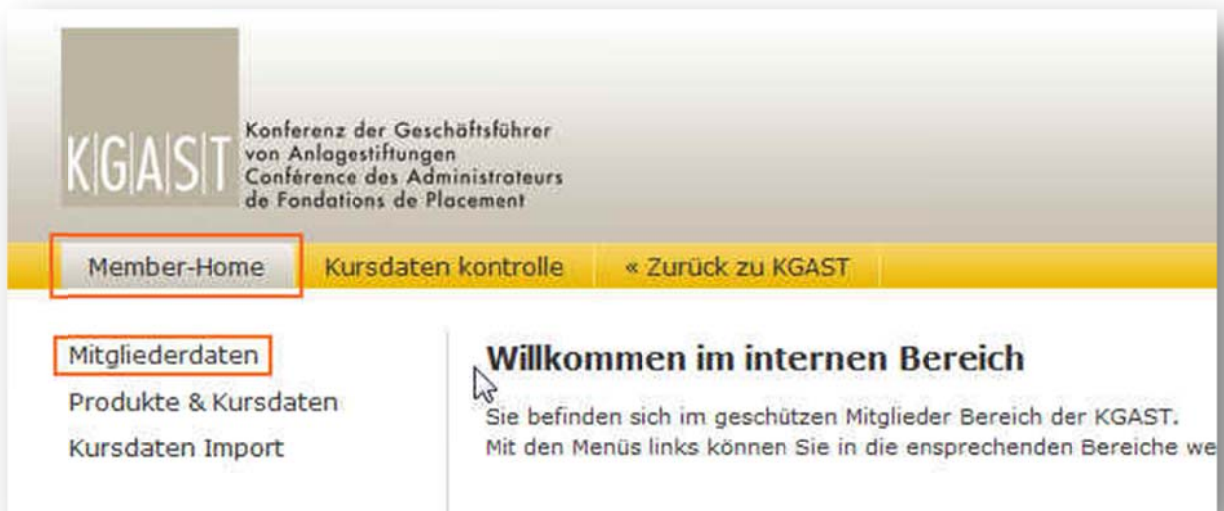 K|G|A|S|T
Konferenz der Geschäftsführer
von Anlagestiftungen
Conférence des Administrateurs
de Fondations de Placement
Member-Home
Kursdaten kontrolle
« Zurück zu KGAST
Mitgliederdaten
Produkte & Kursdaten
Kursdaten Import
Willkommen im internen Bereich
Sie befinden sich im geschützen Mitglieder Bereich der KGAST.
Mit den Menüs links können Sie in die ensprechenden Bereiche we